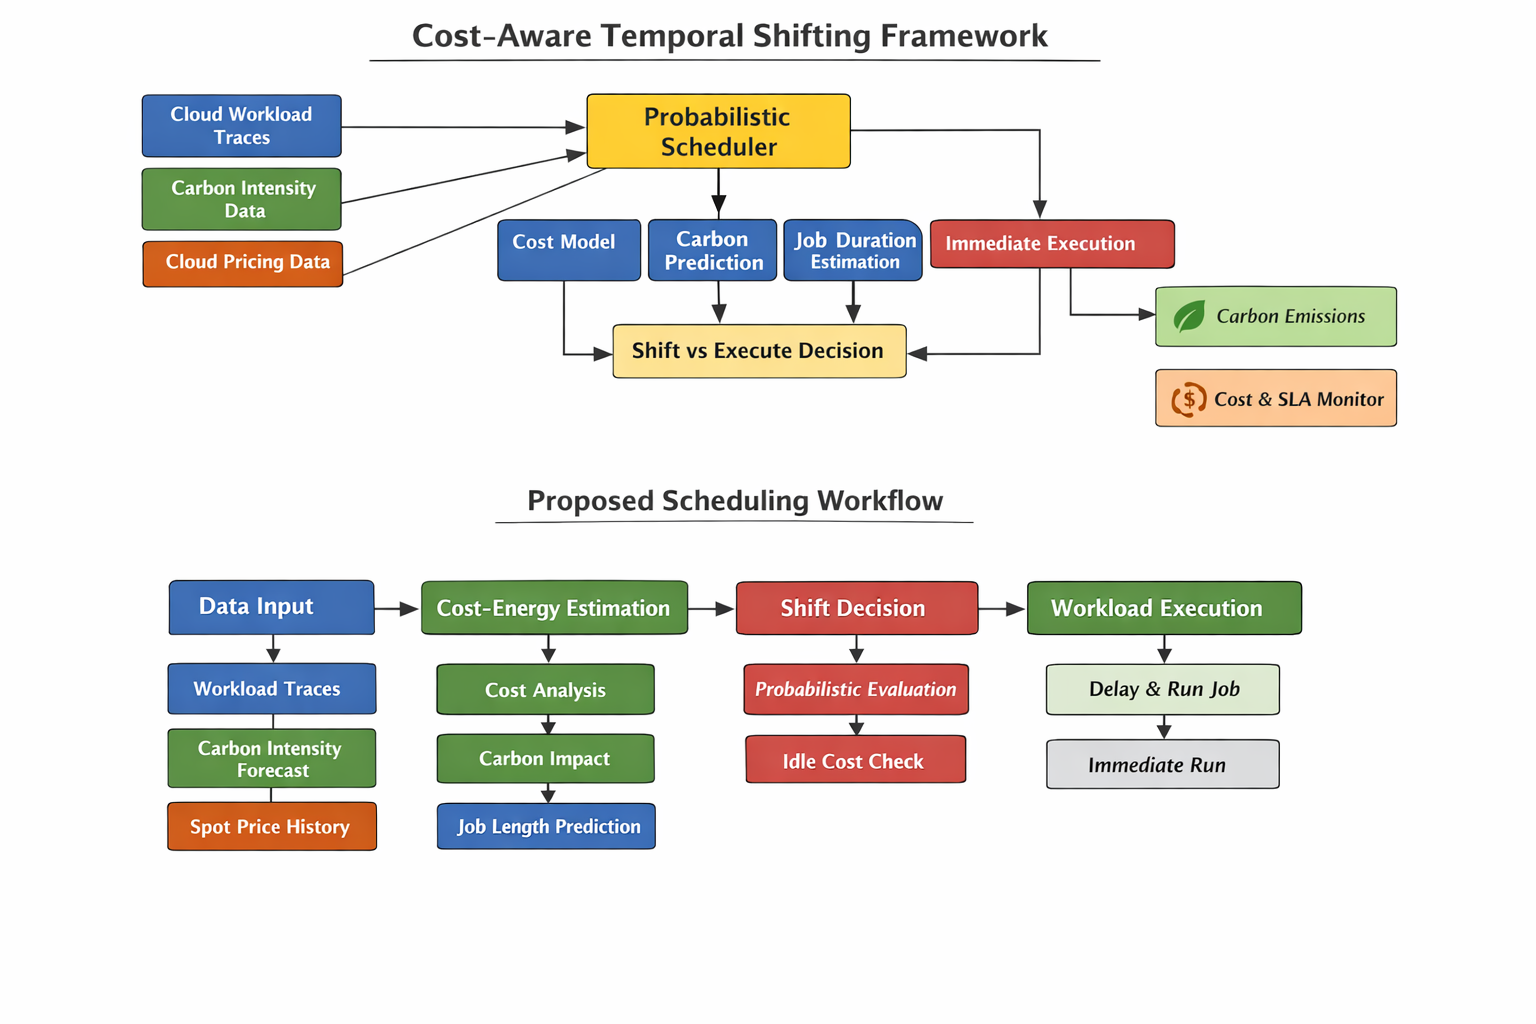 Cost-Aware Temporal Shifting Framework
Cloud Workload
Traces
Carbon Intensity
Data
Cloud Pricing Data
Probabilistic
Scheduler
Cost Model
Carbon
Prediction
Job Duration
Estimation
Immediate Execution
Shift vs Execute Decision
Carbon Emissions
$ Cost & SLA Monitor
Proposed Scheduling Workflow
Data Input
Workload Traces
Carbon Intensity
Forecast
Spot Price History
Cost-Energy Estimation
Cost Analysis
Carbon Impact
Job Length Prediction
Shift Decision
Probabilistic Evaluation
Idle Cost Check
Workload Execution
Delay & Run Job
Immediate Run